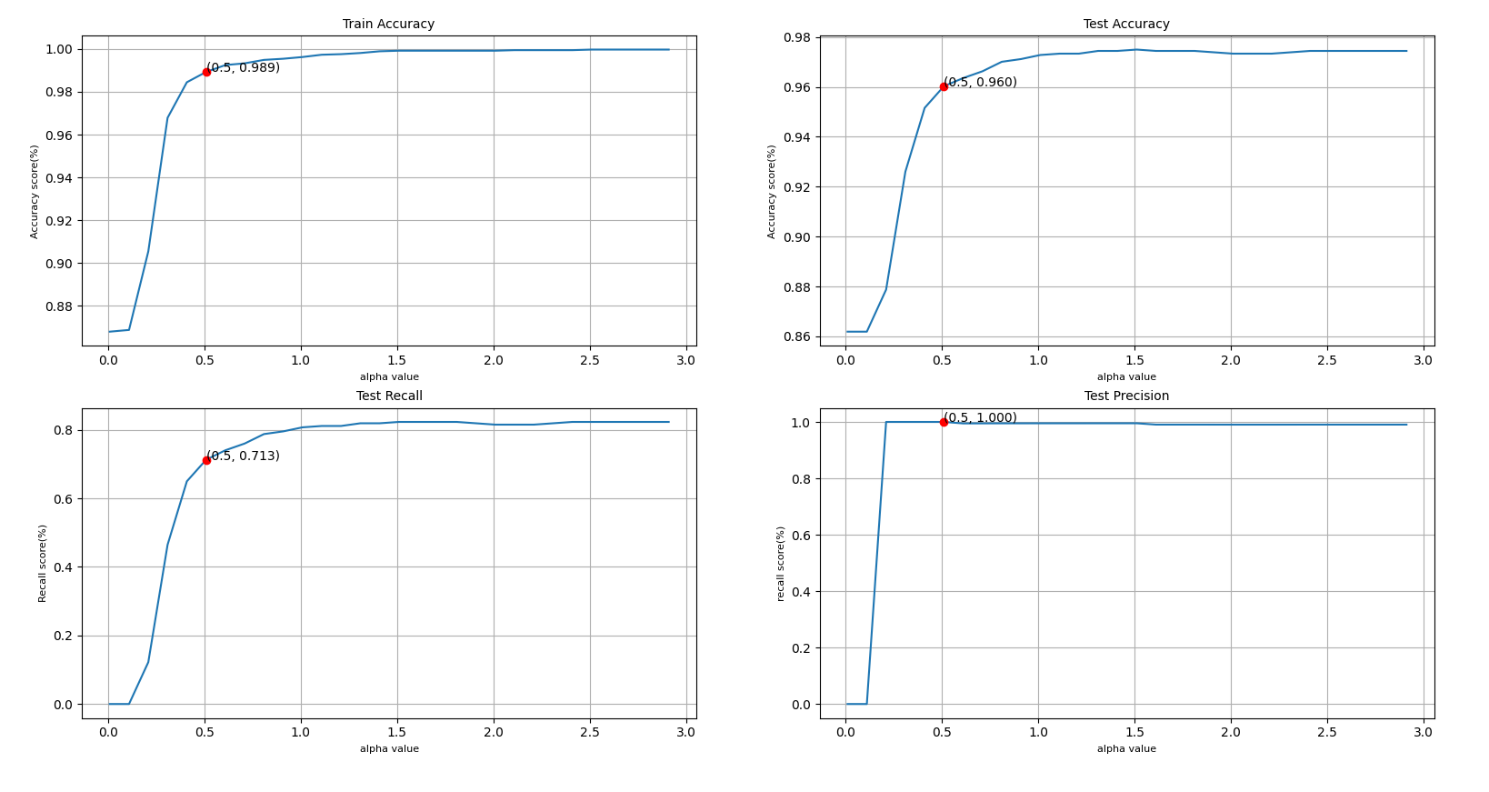 Train Accuracy
Accuracy score(%)
1.00
0.98
0.96
0.94
0.92
0.90
0.88
(0.5, 0.989)
0.0 0.5 1.0 1.5 2.0 2.5 3.0
alpha value
Test Accuracy
Accuracy score(%)
0.98
0.96
0.94
0.92
0.90
0.88
0.86
(0.5, 0.960)
0.0 0.5 1.0 1.5 2.0 2.5 3.0
alpha value
Test Recall
Recall score(%)
0.8
0.6
0.4
0.2
0.0
(0.5, 0.713)
0.0 0.5 1.0 1.5 2.0 2.5 3.0
alpha value
Test Precision
recall score(%)
1.0
0.8
0.6
0.4
0.2
0.0
(0.5, 1.000)
0.0 0.5 1.0 1.5 2.0 2.5 3.0
alpha value